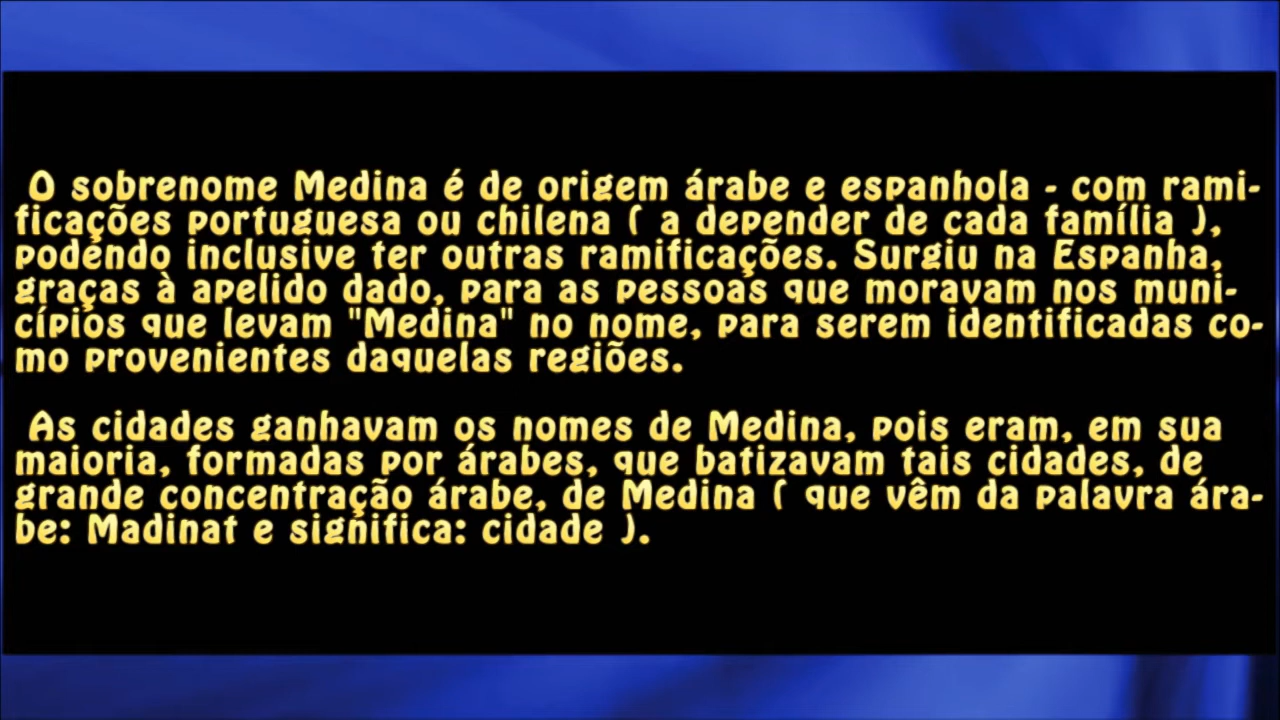 O sobrenome Medina é de origem árabe e espanhola - com rami-
ficações portuguesa ou chilena ( a depender de cada família ),
podendo inclusive ter outras ramificações. Surgiu na Espanha,
graças à apelido dado, para as pessoas que moravam nos muni-
cípios que levam "Medina" no nome, para serem identificadas co-
mo provenientes daquelas regiões.
As cidades ganhavam os nomes de Medina, pois eram, em sua
maioria, formadas por árabes, que batizavam tais cidades, de
grande concentração árabe, de Medina ( que vêm da palavra ára-
be: Madinat e significa: cidade ).